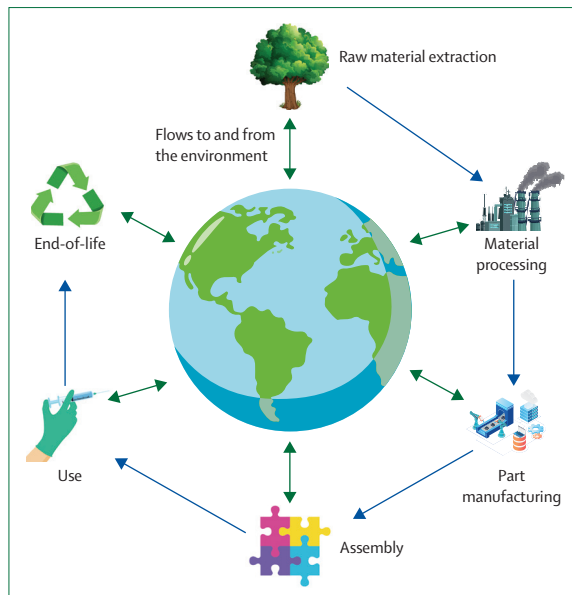 Raw material extraction
Flows to and from
the environment
End-of-life
Material
processing
Use
Part
manufacturing
Assembly